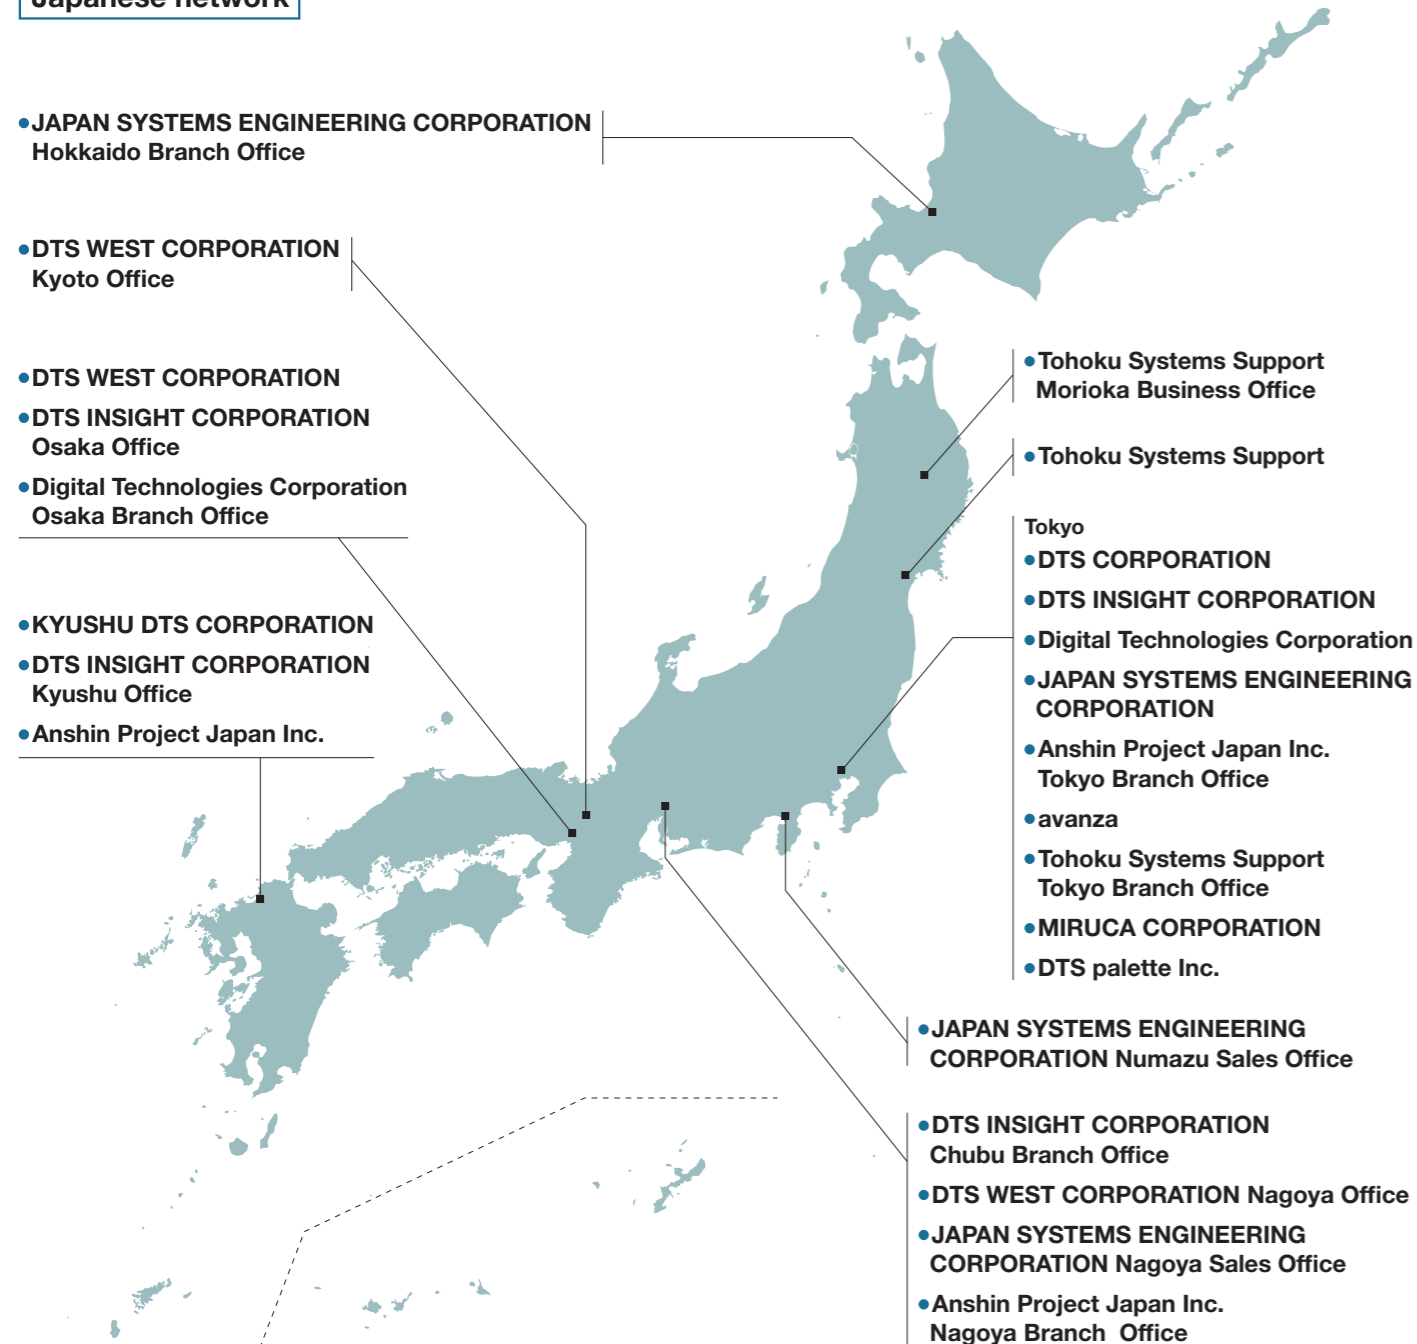 Japanese network
•JAPAN SYSTEMS ENGINEERING CORPORATION
Hokkaido Branch Office
•DTS WEST CORPORATION
Kyoto Office
•DTS WEST CORPORATION
•DTS INSIGHT CORPORATION
Osaka Office
•Digital Technologies Corporation
Osaka Branch Office
•KYUSHU DTS CORPORATION
•DTS INSIGHT CORPORATION
Kyushu Office
•Anshin Project Japan Inc.
•Tohoku Systems Support
Morioka Business Office
•Tohoku Systems Support
Tokyo
•DTS CORPORATION
•DTS INSIGHT CORPORATION
•Digital Technologies Corporation
•JAPAN SYSTEMS ENGINEERING
CORPORATION
•Anshin Project Japan Inc.
Tokyo Branch Office
•avanza
•Tohoku Systems Support
Tokyo Branch Office
•MIRUCA CORPORATION
•DTS palette Inc.
•JAPAN SYSTEMS ENGINEERING
CORPORATION Numazu Sales Office
•DTS INSIGHT CORPORATION
Chubu Branch Office
•DTS WEST CORPORATION Nagoya Office
•JAPAN SYSTEMS ENGINEERING
CORPORATION Nagoya Sales Office
•Anshin Project Japan Inc.
Nagoya Branch Office